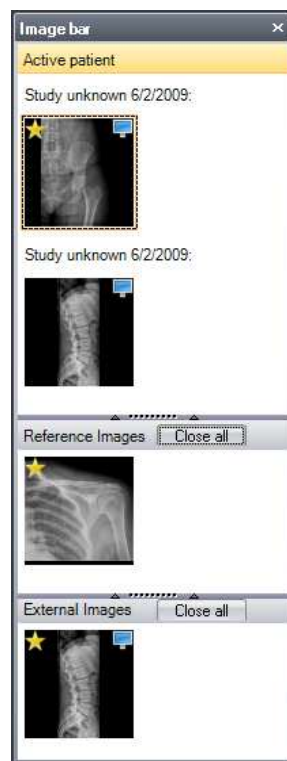 Image bar
Active patient
Study unknown 6/2/2009:
Study unknown 6/2/2009:
Reference Images Close all
External Images Close all